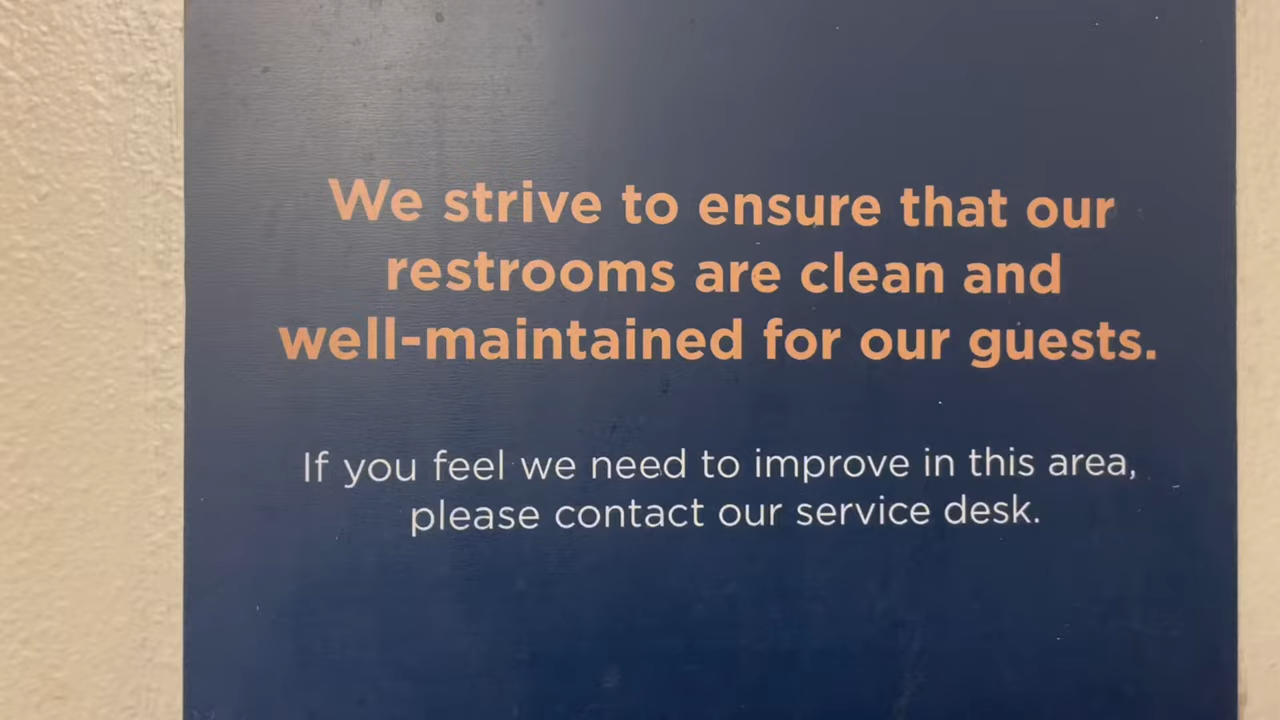 We strive to ensure that our
restrooms are clean and
well-maintained for our guests.
If you feel we need to improve in this area,
please contact our service desk.